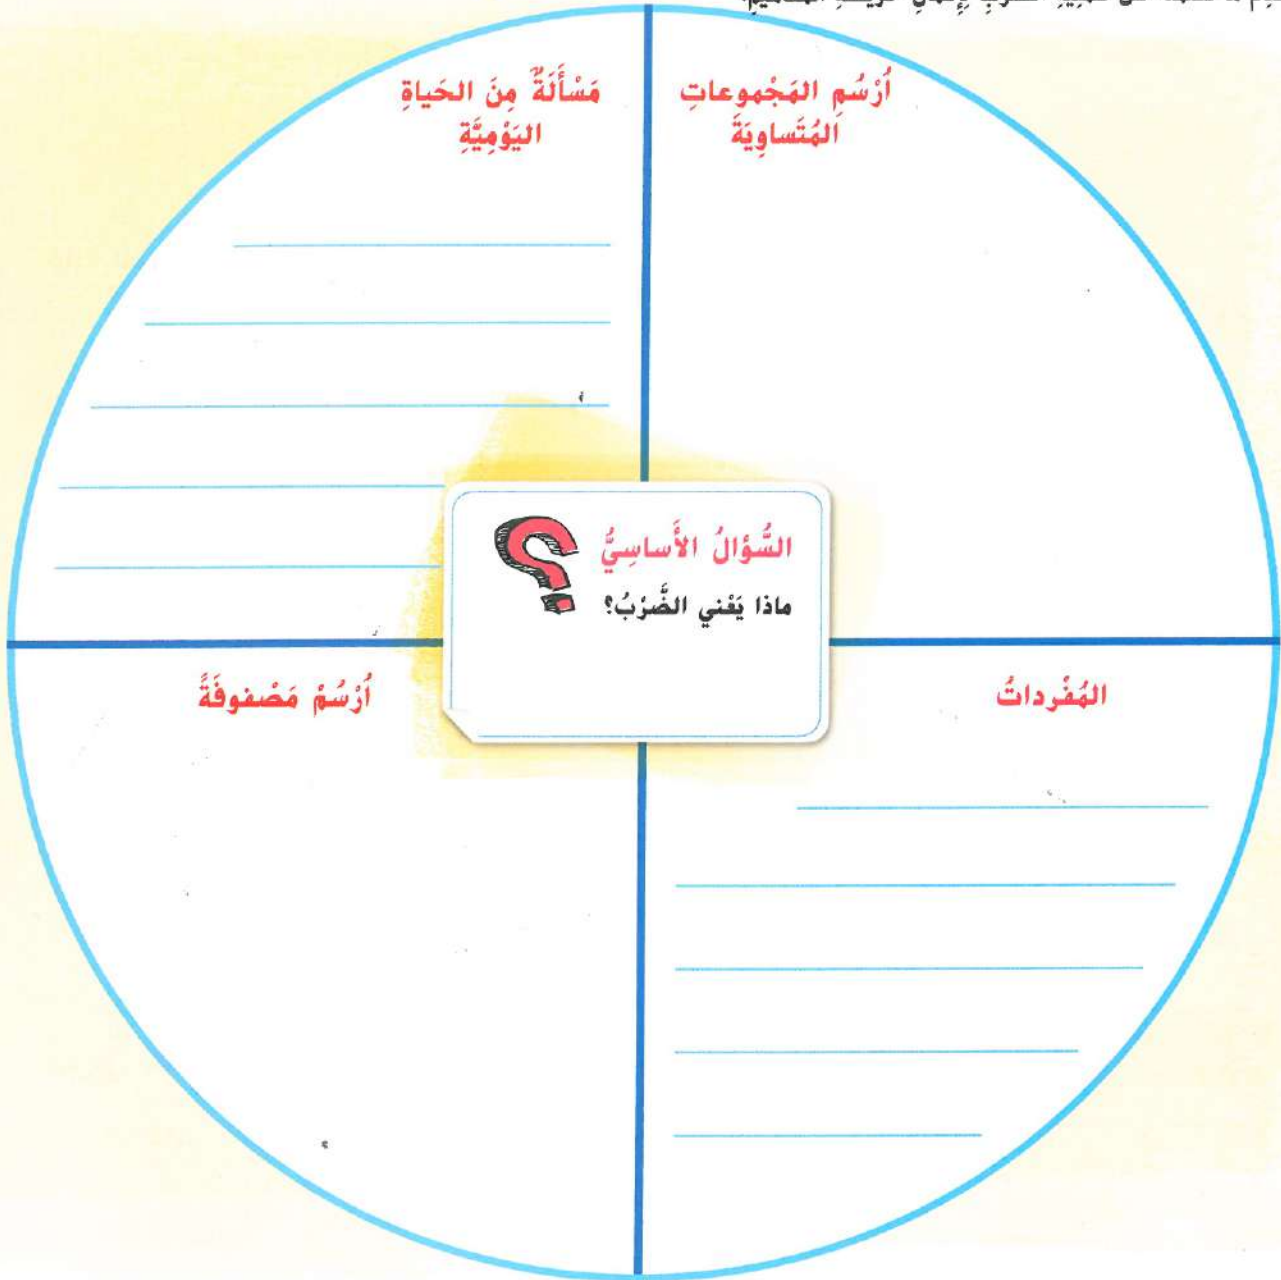 أُرْسُمِ المَجْموعاتِ
المُتَساوِيَةَ
مَسْأَلَةٌ مِنَ الحَياةِ
اليَوْمِيَّةِ
السُّؤالُ الأَساسِيُّ
ماذا يَعْني الضَّرْبُ؟
؟
المُفْرَداتُ
أُرْسُمْ مَصْفوفَةً